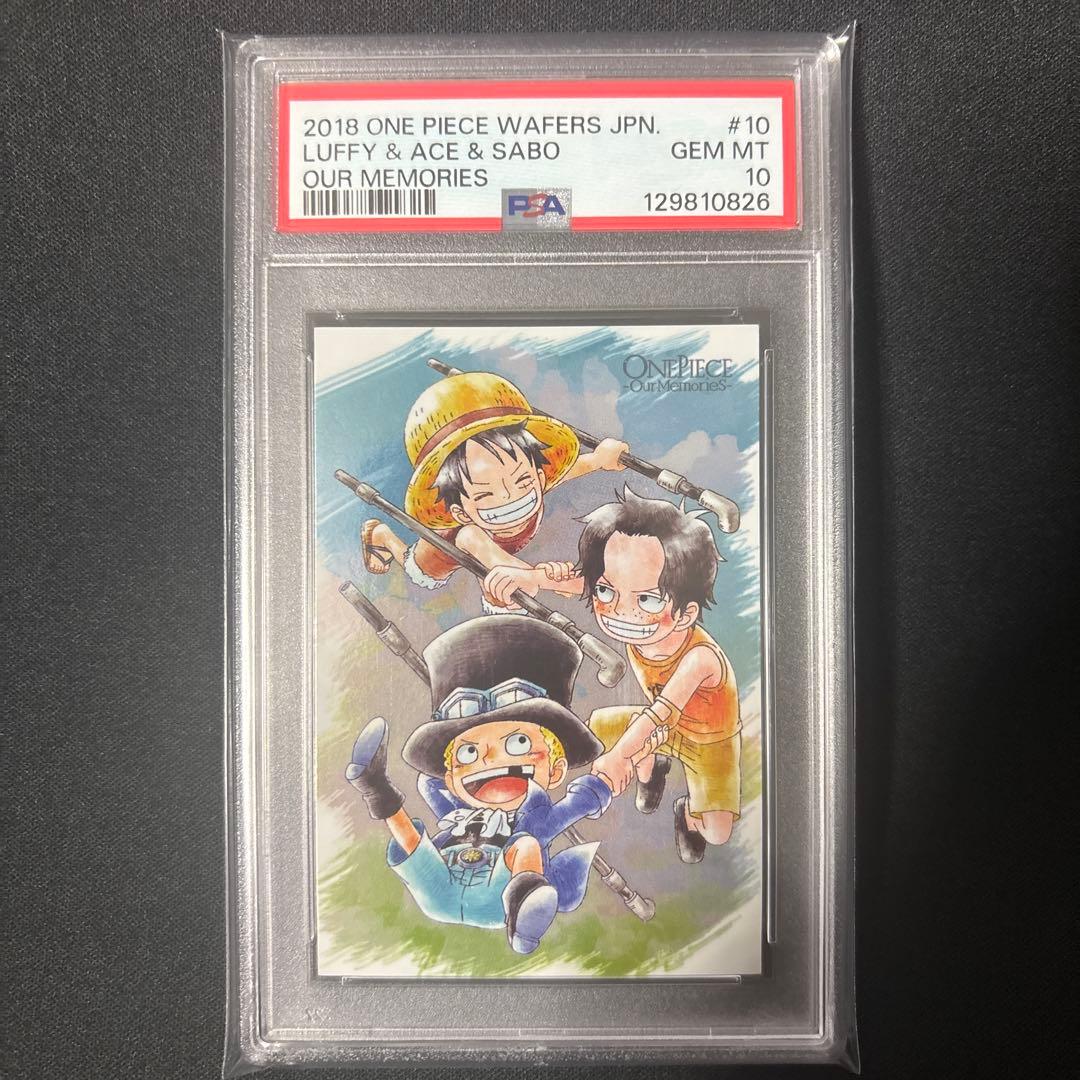 2018 ONE PIECE WAFERS JPN. #10
LUFFY & ACE & SABO GEM MT
OUR MEMORIES 10
PSA 129810826
ONE PIECE
-Our MemorieS-